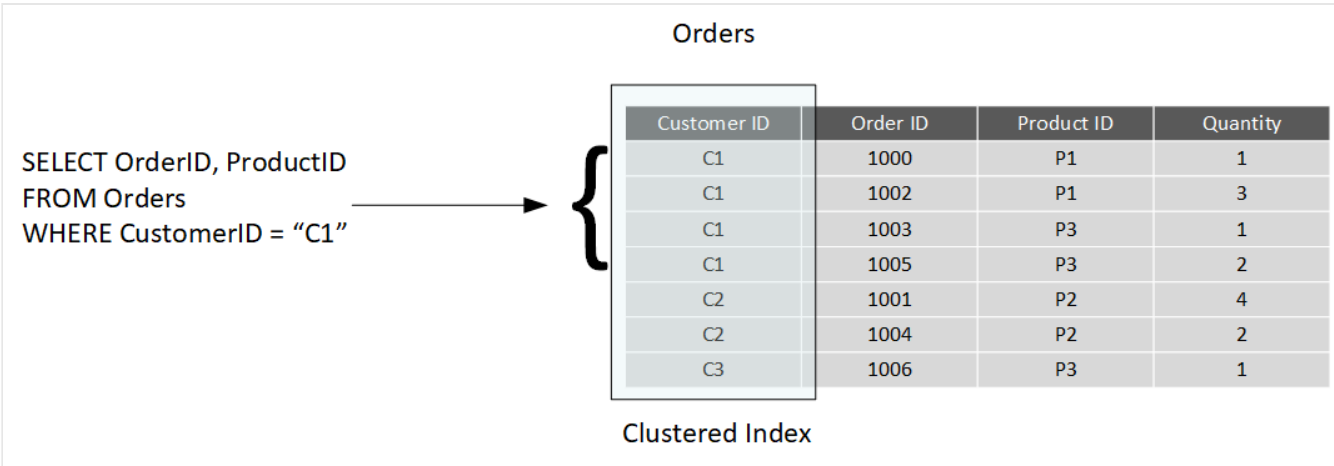 Orders
SELECT OrderID, ProductID
FROM Orders
WHERE CustomerID = “C1”
{
Customer ID Order ID Product ID Quantity
C1 1000 P1 1
C1 1002 P1 3
C1 1003 P3 1
C1 1005 P3 2
C2 1001 P2 4
C2 1004 P2 2
C3 1006 P3 1
Clustered Index